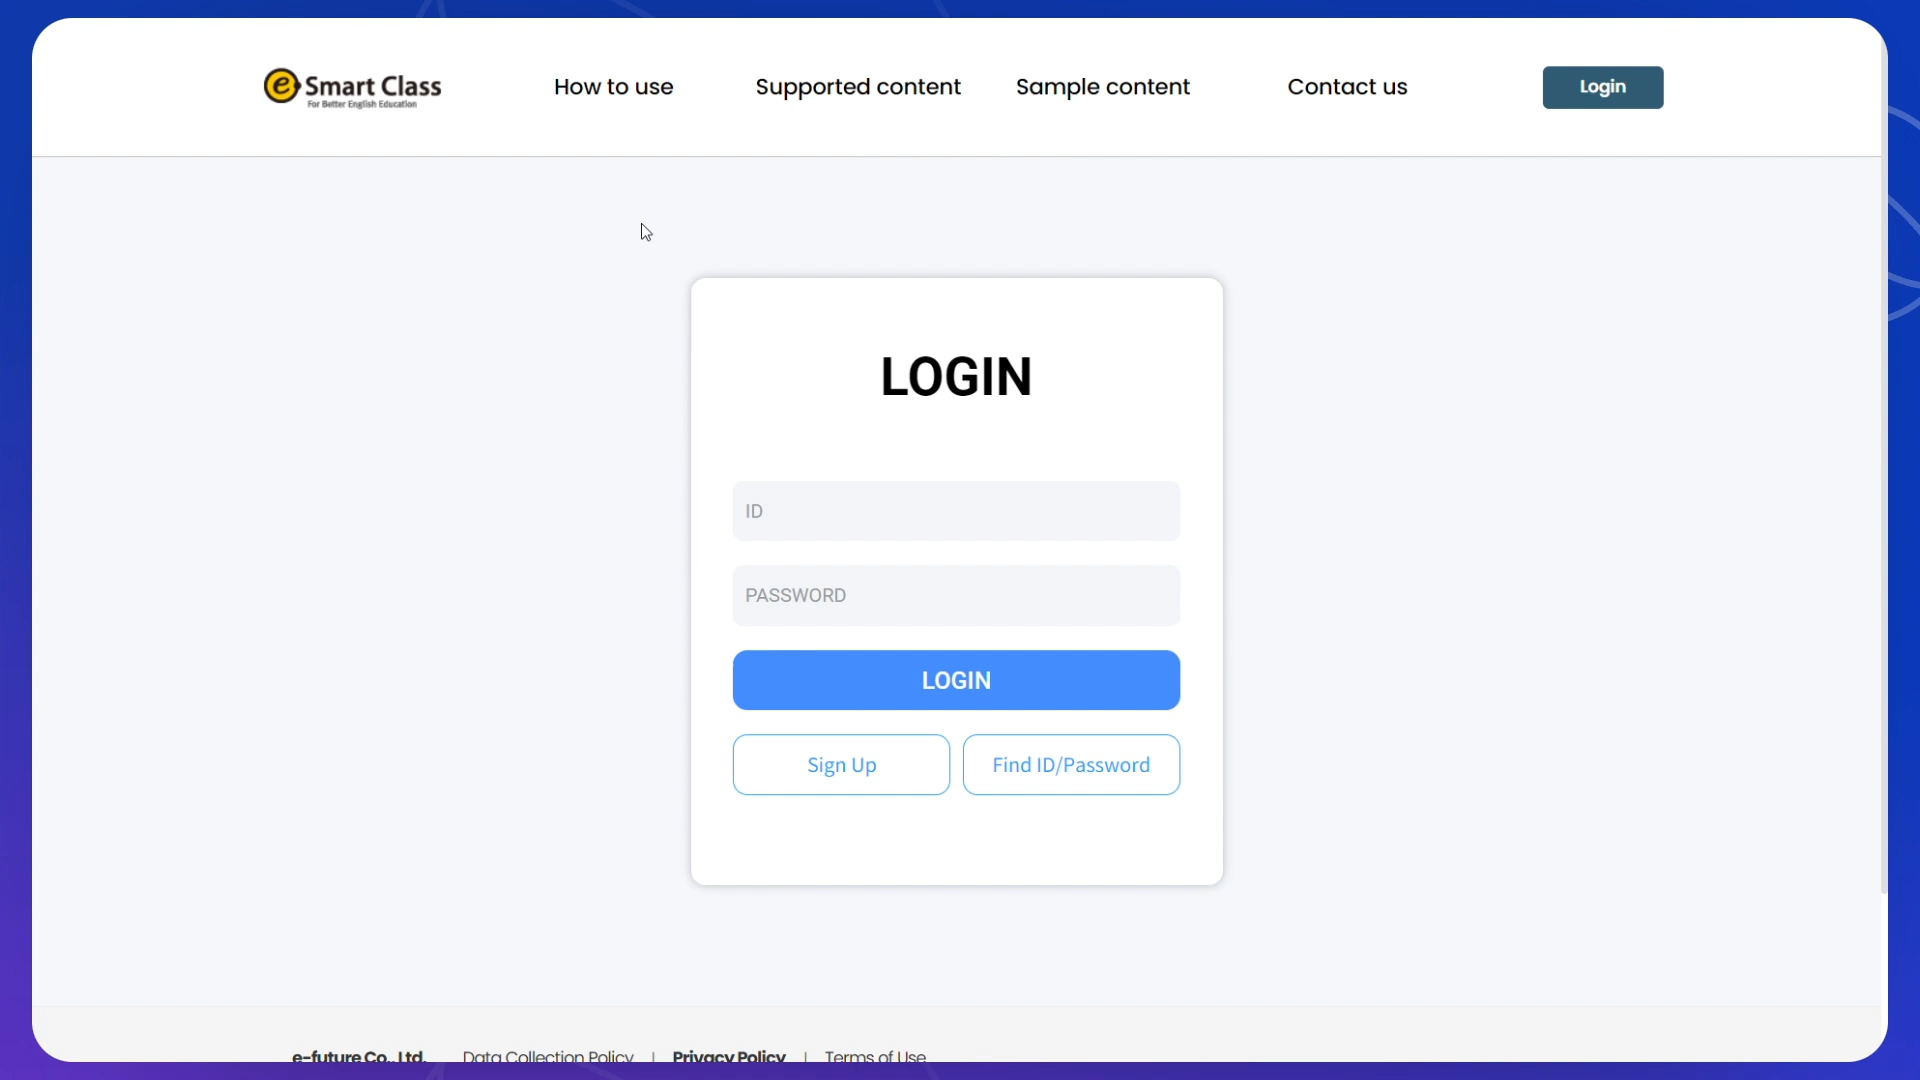 e Smart Class
For Better English Education
How to use
Supported content
Sample content
Contact us
Login
LOGIN
ID
PASSWORD
LOGIN
Sign Up
Find ID/Password
e-future Co., Ltd. Data Collection Policy | Privacy Policy | Terms of Use